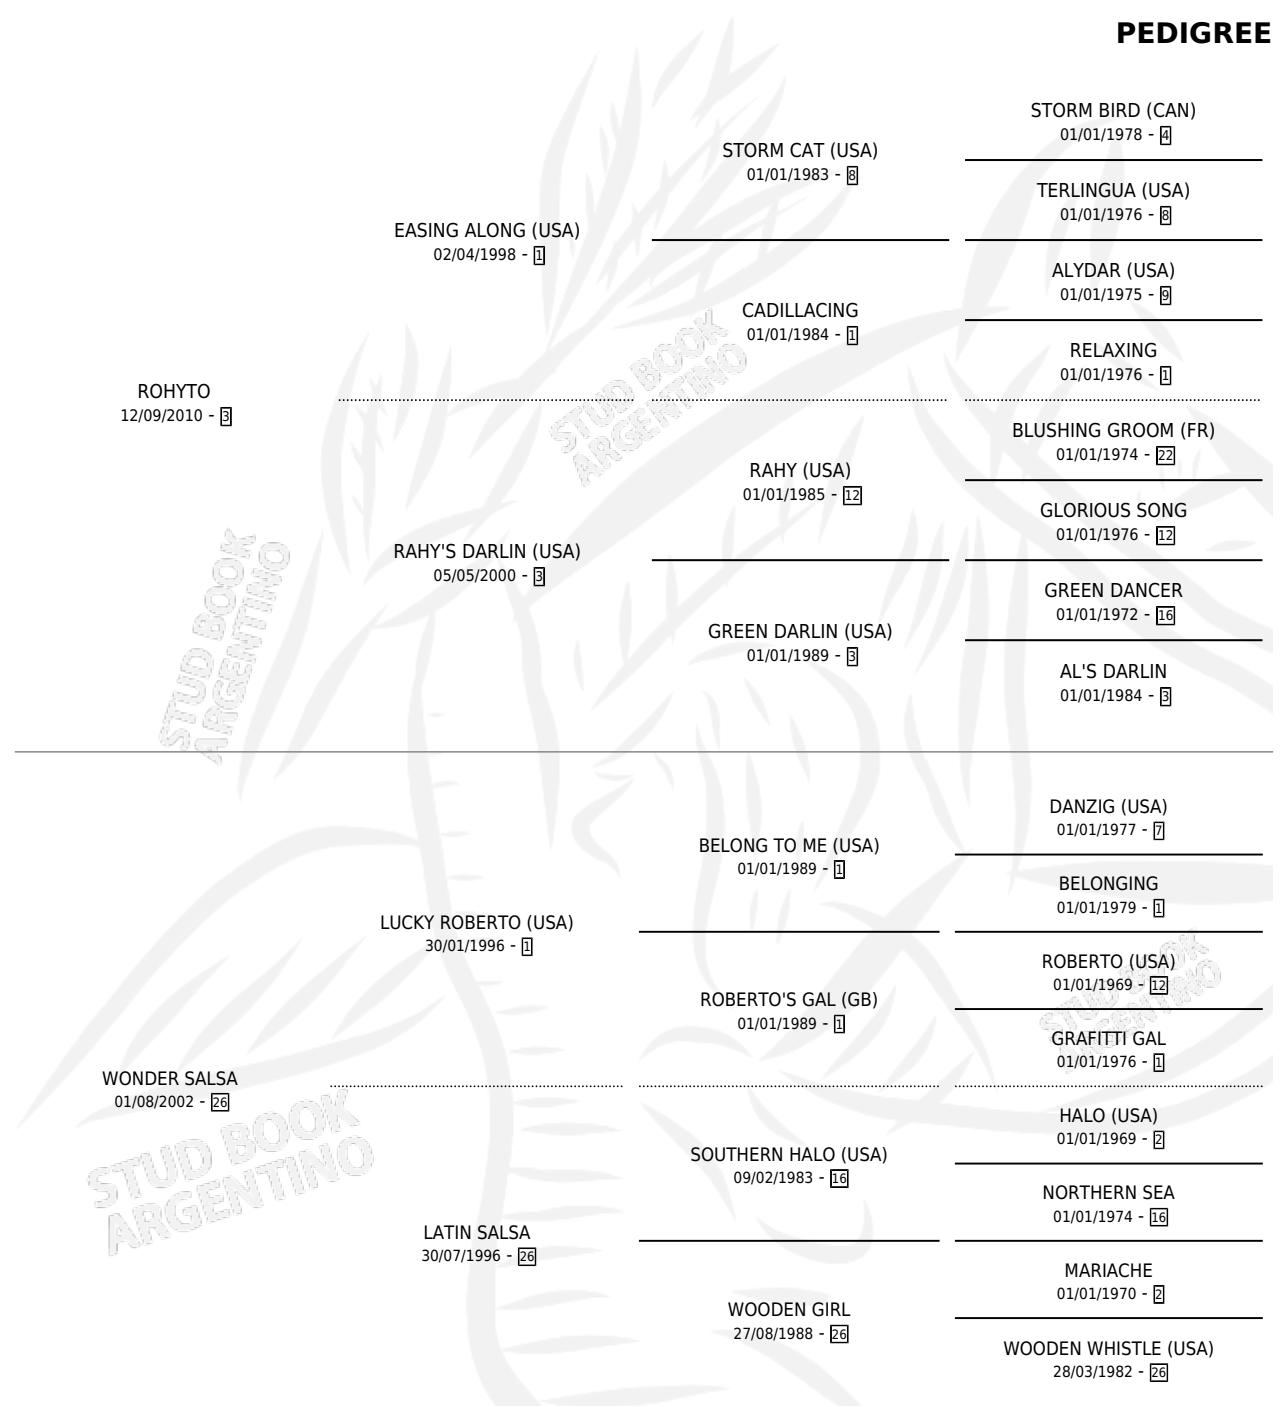 PEDIGREE
STORM BIRD (CAN)
01/01/1978 - 4
STORM CAT (USA)
01/01/1983 - 8
TERLINGUA (USA)
01/01/1976 - 8
EASING ALONG (USA)
02/04/1998 - 1
ALYDAR (USA)
01/01/1975 - 9
CADILLACING
01/01/1984 - 1
RELAXING
01/01/1976 - 1
ROHYTO
12/09/2010 - 3
BLUSHING GROOM (FR)
01/01/1974 - 22
RAHY (USA)
01/01/1985 - 12
GLORIOUS SONG
01/01/1976 - 12
RAHY'S DARLIN (USA)
05/05/2000 - 3
GREEN DANCER
01/01/1972 - 16
GREEN DARLIN (USA)
01/01/1989 - 3
AL'S DARLIN
01/01/1984 - 3
STUD BOOK
ARGENTINO
STUD BOOK
ARGENTINO
DANZIG (USA)
01/01/1977 - 7
BELONG TO ME (USA)
01/01/1989 - 1
BELONGING
01/01/1979 - 1
LUCKY ROBERTO (USA)
30/01/1996 - 1
ROBERTO (USA)
01/01/1969 - 12
ROBERTO'S GAL (GB)
01/01/1989 - 1
GRAFITTI GAL
01/01/1976 - 1
WONDER SALSA
01/08/2002 - 26
HALO (USA)
01/01/1969 - 2
SOUTHERN HALO (USA)
09/02/1983 - 16
NORTHERN SEA
01/01/1974 - 16
LATIN SALSA
30/07/1996 - 26
MARIACHE
01/01/1970 - 2
WOODEN GIRL
27/08/1988 - 26
WOODEN WHISTLE (USA)
28/03/1982 - 26
STUD BOOK
ARGENTINO
STUD BOOK
ARGENTINO